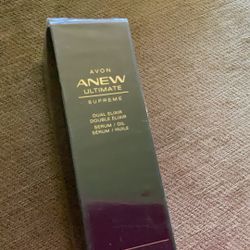 AVON
ANEW
ULTIMATE
SUPREME
DUAL ELIXIR
DOUBLE ÉLIXIR
SERUM / OIL
SÉRUM / HUILE